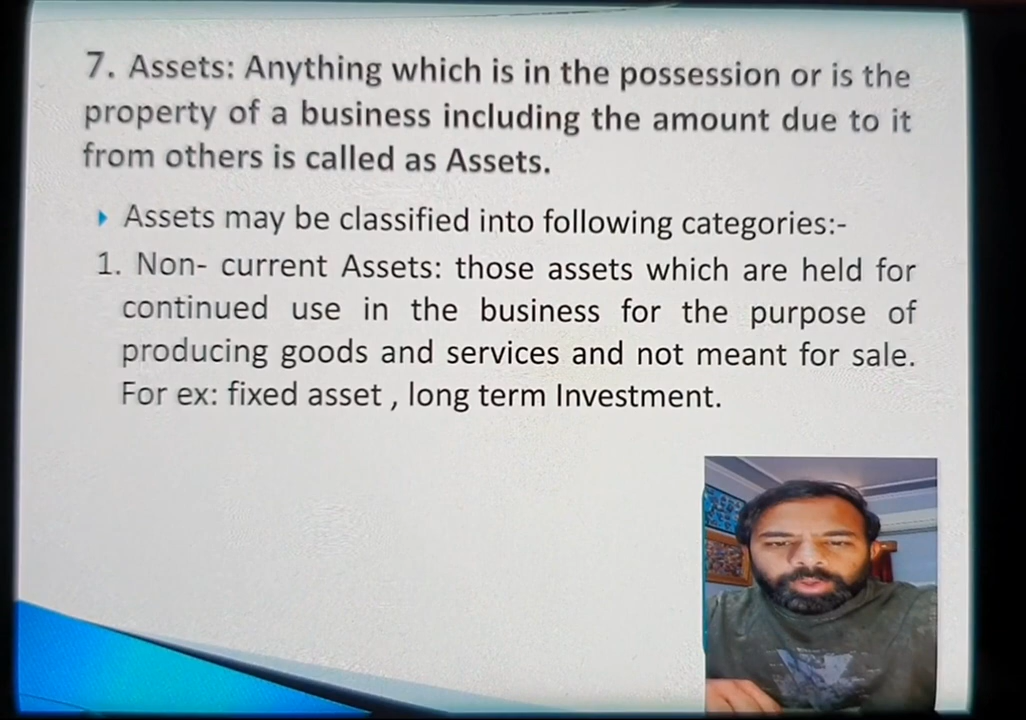 7. Assets: Anything which is in the possession or is the
property of a business including the amount due to it
from others is called as Assets.
Assets may be classified into following categories:-
1. Non- current Assets: those assets which are held for
continued use in the business for the purpose of
producing goods and services and not meant for sale.
For ex: fixed asset , long term Investment.